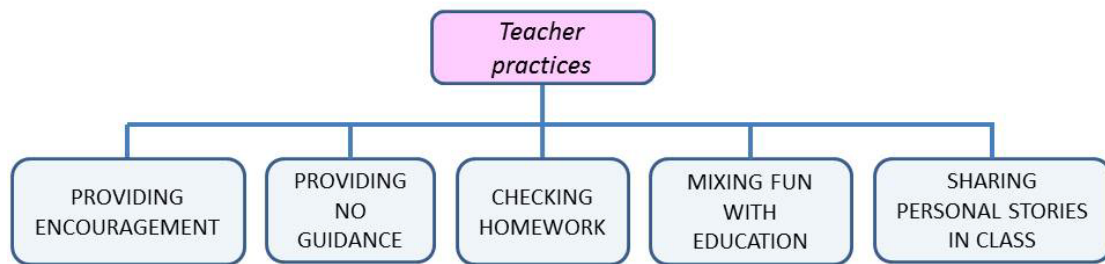 Teacher
practices
PROVIDING
ENCOURAGEMENT
PROVIDING
NO
GUIDANCE
CHECKING
HOMEWORK
MIXING FUN
WITH
EDUCATION
SHARING
PERSONAL STORIES
IN CLASS